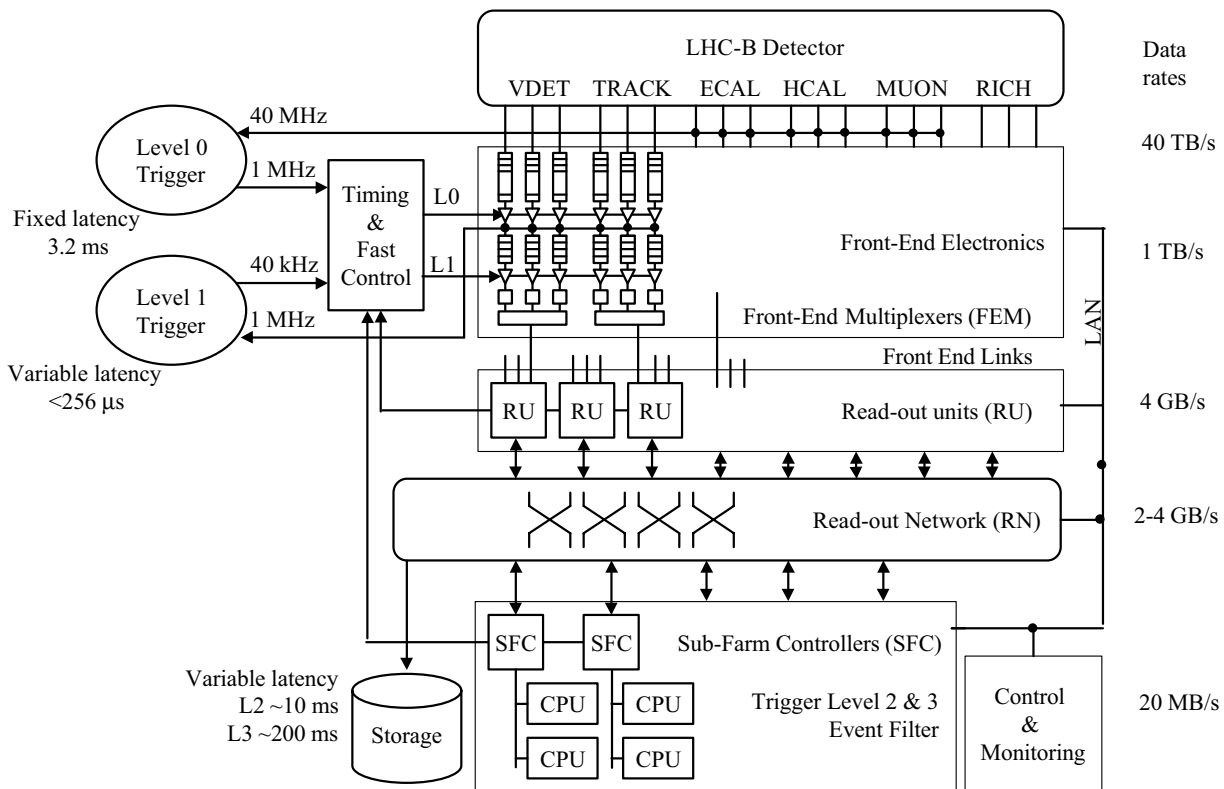 LHC-B Detector
Data
rates
VDET TRACK ECAL HCAL MUON RICH
40 MHz
40 TB/s
Level 0
Trigger
1 MHz
Timing
&
Fast
Control
L0
Fixed latency
3.2 ms
Front-End Electronics
1 TB/s
40 kHz
L1
Level 1
Trigger
1 MHz
Front-End Multiplexers (FEM)
LAN
Front End Links
Variable latency
<256 μs
RU
RU
RU
Read-out units (RU)
4 GB/s
Read-out Network (RN)
2-4 GB/s
SFC
SFC
Sub-Farm Controllers (SFC)
Variable latency
L2 ~10 ms
L3 ~200 ms
Storage
CPU
CPU
CPU
CPU
Trigger Level 2 & 3
Event Filter
Control
&
Monitoring
20 MB/s